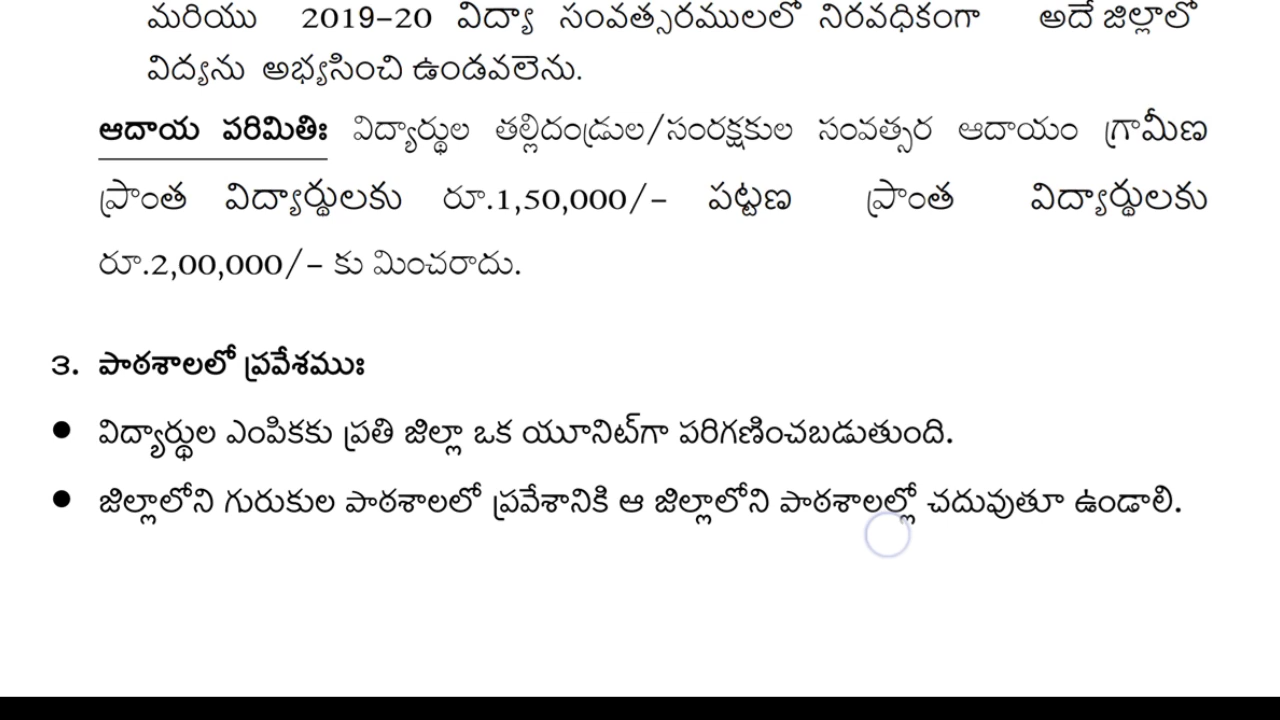 మరియు 2019-20 విద్యా సంవత్సరములలో నిరవధికంగా అదే జిల్లాలో
విద్యను అభ్యసించి ఉండవలెను.
ఆదాయ పరిమితిః విద్యార్థుల తల్లిదండ్రుల/సంరక్షకుల సంవత్సర ఆదాయం గ్రామీణ
ప్రాంత విద్యార్థులకు రూ.1,50,000/- పట్టణ ప్రాంత విద్యార్థులకు
రూ.2,00,000/- కు మించరాదు.
3. పాఠశాలలో ప్రవేశముః
● విద్యార్థుల ఎంపికకు ప్రతి జిల్లా ఒక యూనిట్‌గా పరిగణించబడుతుంది.
● జిల్లాలోని గురుకుల పాఠశాలలో ప్రవేశానికి ఆ జిల్లాలోని పాఠశాలల్లో చదువుతూ ఉండాలి.